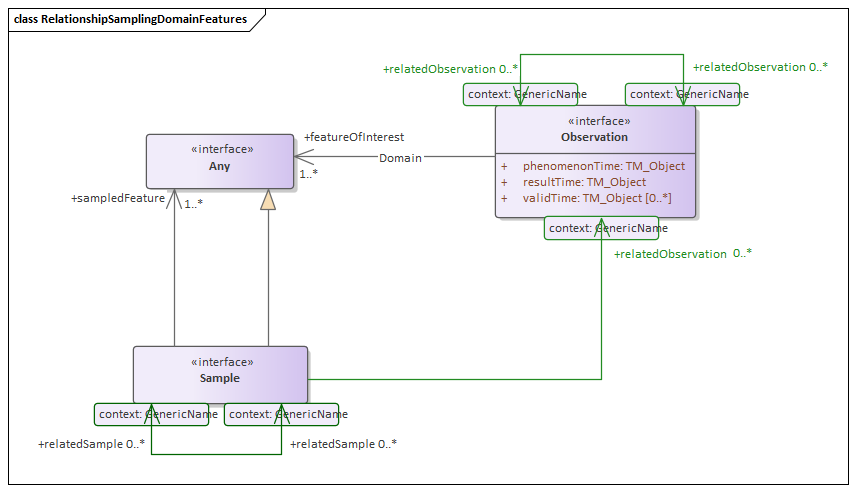 class RelationshipSamplingDomainFeatures
+relatedObservation 0..*
+relatedObservation 0..*
context: GenericName
context: GenericName
«interface»
Observation
+ phenomenonTime: TM_Object
+ resultTime: TM_Object
+ validTime: TM_Object [0..*]
context: GenericName
+relatedObservation 0..*
+featureOfInterest
Domain
1..*
«interface»
Any
+sampledFeature
1..*
«interface»
Sample
context: GenericName
context: GenericName
+relatedSample 0..*
+relatedSample 0..*